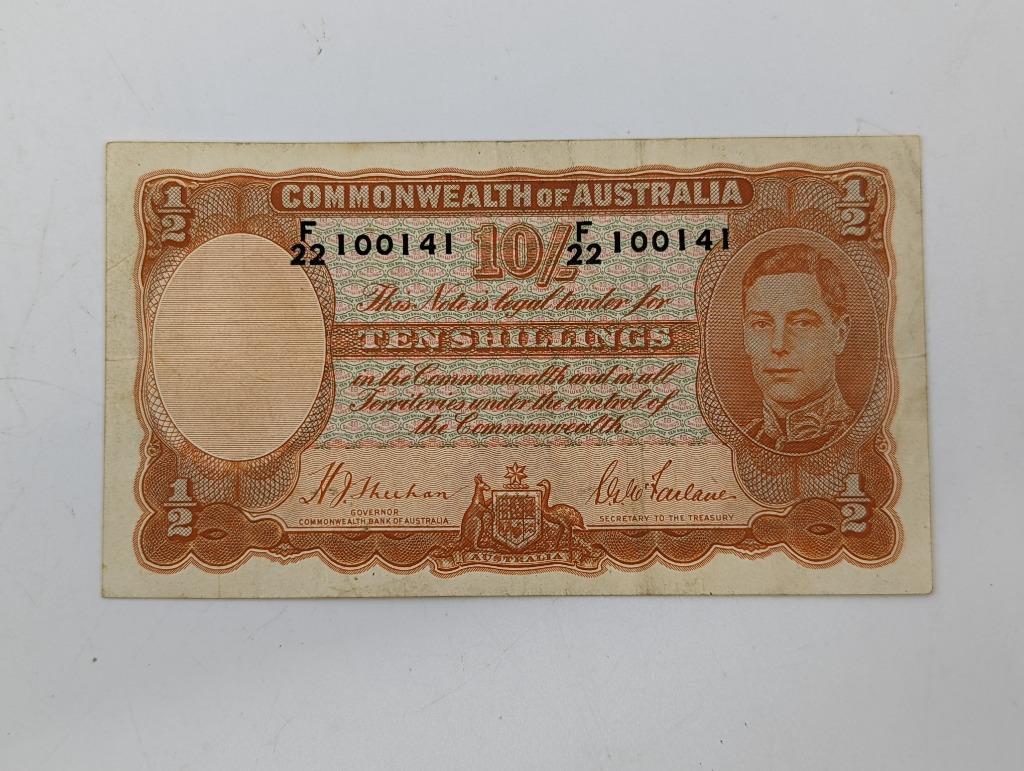 1/2 COMMONWEALTH OF AUSTRALIA 1/2
F/22 100141 10/- F/22 100141
This Note is legal tender for
TEN SHILLINGS
in the Commonwealth and in all
Territories under the control of
the Commonwealth.
H J Sheehan
GOVERNOR
COMMONWEALTH BANK OF AUSTRALIA
S G McFarlane
SECRETARY TO THE TREASURY
1/2 AUSTRALIA 1/2